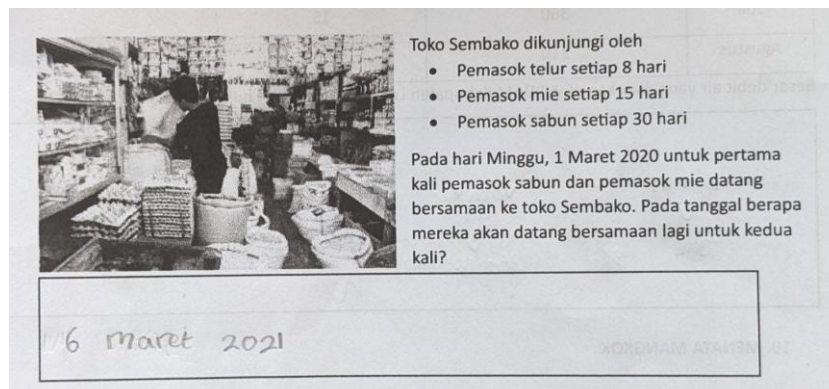 Toko Sembako dikunjungi oleh
• Pemasok telur setiap 8 hari
• Pemasok mie setiap 15 hari
• Pemasok sabun setiap 30 hari
Pada hari Minggu, 1 Maret 2020 untuk pertama
kali pemasok sabun dan pemasok mie datang
bersamaan ke toko Sembako. Pada tanggal berapa
mereka akan datang bersamaan lagi untuk kedua
kali?
6 maret 2021